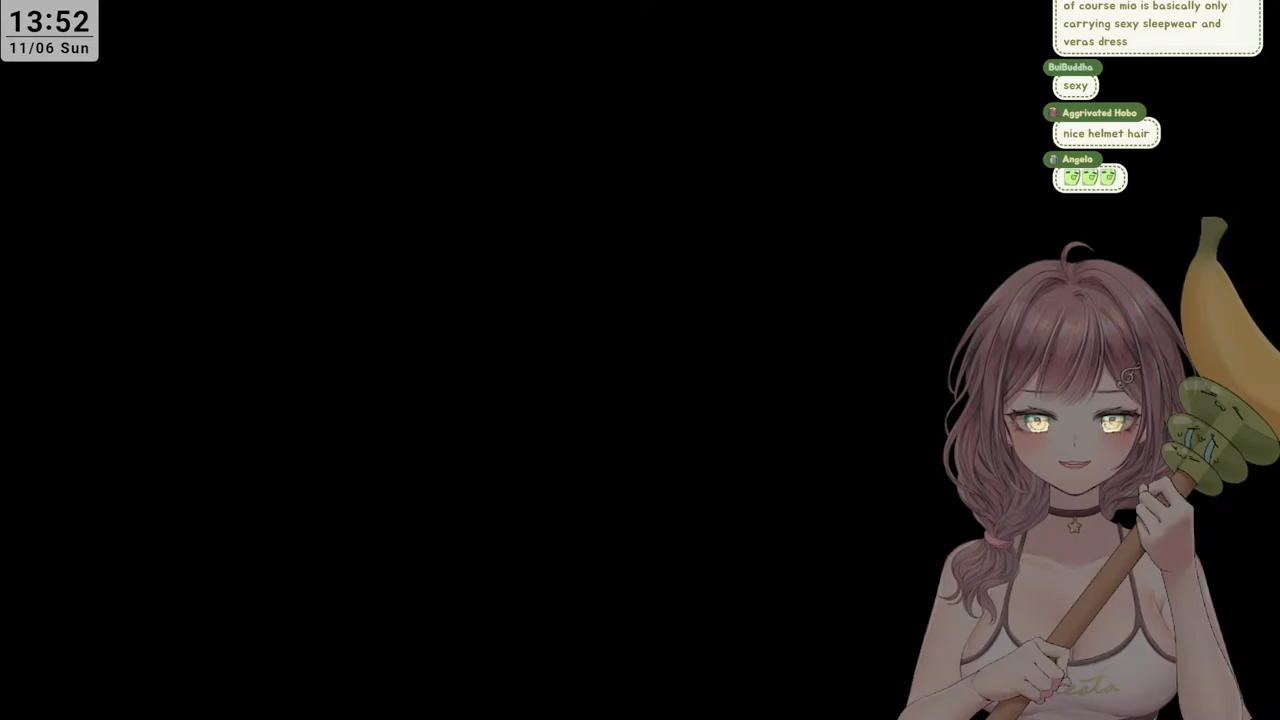 13:52
11/06 Sun
of course mio is basically only
carrying sexy sleepwear and
veras dress
BuiBuddha
sexy
Aggrivated Hobo
nice helmet hair
Angelo